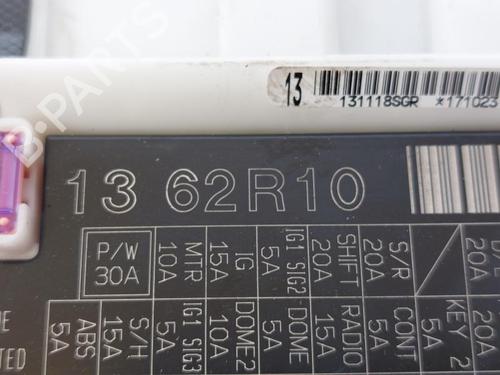 13 131118SGR *171023
13 62R10
P/W 30A
MTR 10A
IG 15A
IG1 SIG2 5A
SHIFT 20A
S/R 20A
20A
ABS 5A
S/H 15A
IG1 SIG3 5A
DOME2 10A
DOME 5A
RADIO 15A
CONT 5A
5A
KEY 2 5A
B-PARTS